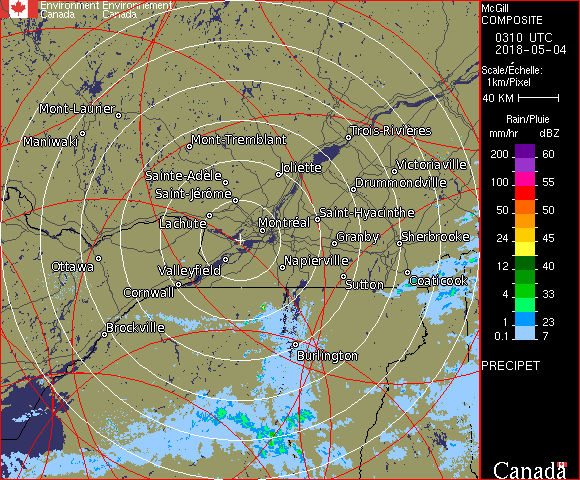 Environment Environnement
Canada Canada
McGill
COMPOSITE
0310 UTC
2018-05-04
Scale/Échelle:
1km/Pixel
40 KM
Rain/Pluie
mm/hr dBZ
200 60
100 55
50 50
24 45
12 40
4 33
1 23
0.1 7
PRECIPET
Canada
Mont-Laurier
Maniwaki
Mont-Tremblant
Trois-Rivières
Sainte-Adèle
Joliette
Victoriaville
Saint-Jérôme
Drummondville
Lachute
Montréal
Saint-Hyacinthe
Granby
Sherbrooke
Ottawa
Valleyfield
Napierville
Cornwall
Sutton
Coaticook
Brockville
Burlington